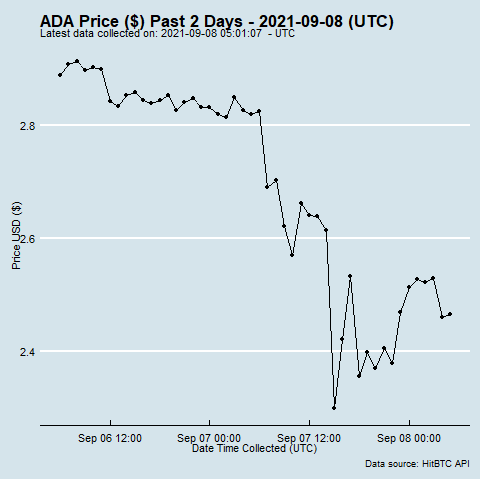 ADA Price ($) Past 2 Days - 2021-09-08 (UTC)
Latest data collected on: 2021-09-08 05:01:07 - UTC
Price USD ($)
2.8
2.6
2.4
Sep 06 12:00 Sep 07 00:00 Sep 07 12:00 Sep 08 00:00
Date Time Collected (UTC)
Data source: HitBTC API